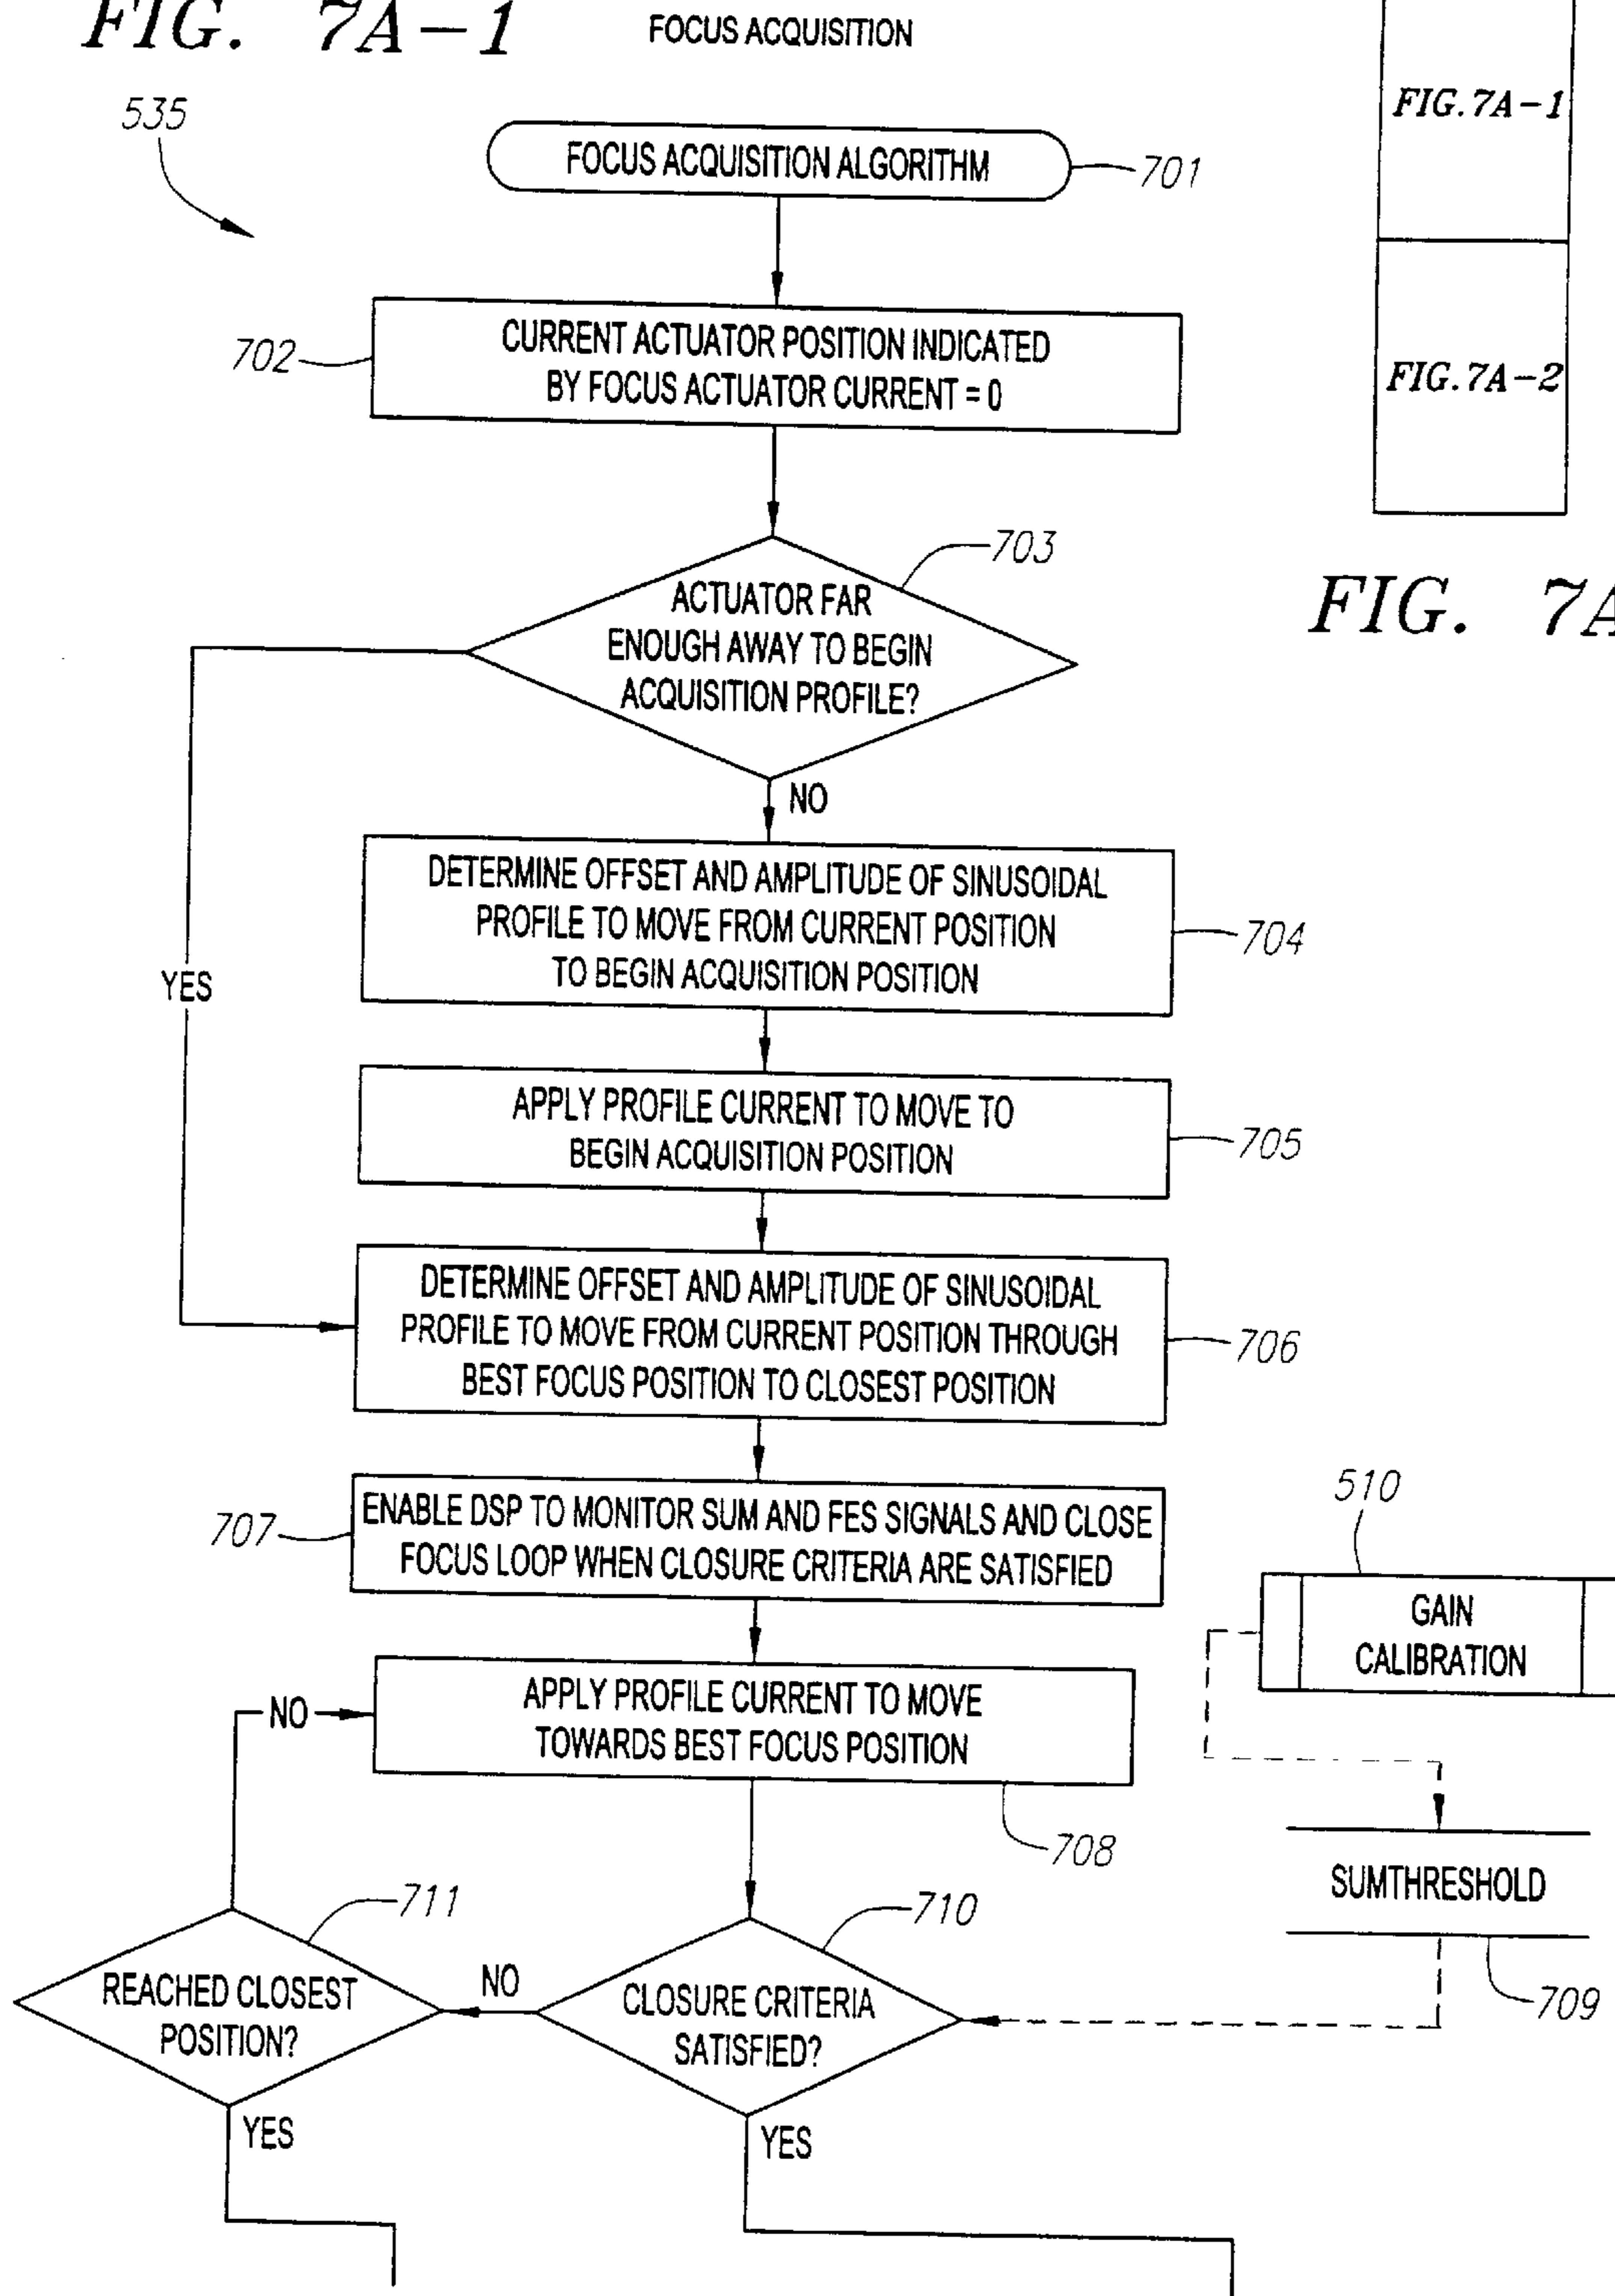 FIG. 7A-1
FOCUS ACQUISITION
535
FOCUS ACQUISITION ALGORITHM
701
702
CURRENT ACTUATOR POSITION INDICATED
BY FOCUS ACTUATOR CURRENT = 0
FIG.7A-1
FIG.7A-2
FIG. 7A
703
ACTUATOR FAR
ENOUGH AWAY TO BEGIN
ACQUISITION PROFILE?
NO
YES
DETERMINE OFFSET AND AMPLITUDE OF SINUSOIDAL
PROFILE TO MOVE FROM CURRENT POSITION
TO BEGIN ACQUISITION POSITION
704
APPLY PROFILE CURRENT TO MOVE TO
BEGIN ACQUISITION POSITION
705
DETERMINE OFFSET AND AMPLITUDE OF SINUSOIDAL
PROFILE TO MOVE FROM CURRENT POSITION THROUGH
BEST FOCUS POSITION TO CLOSEST POSITION
706
707
ENABLE DSP TO MONITOR SUM AND FES SIGNALS AND CLOSE
FOCUS LOOP WHEN CLOSURE CRITERIA ARE SATISFIED
510
GAIN
CALIBRATION
NO
APPLY PROFILE CURRENT TO MOVE
TOWARDS BEST FOCUS POSITION
708
SUMTHRESHOLD
709
711
REACHED CLOSEST
POSITION?
NO
710
CLOSURE CRITERIA
SATISFIED?
YES
YES